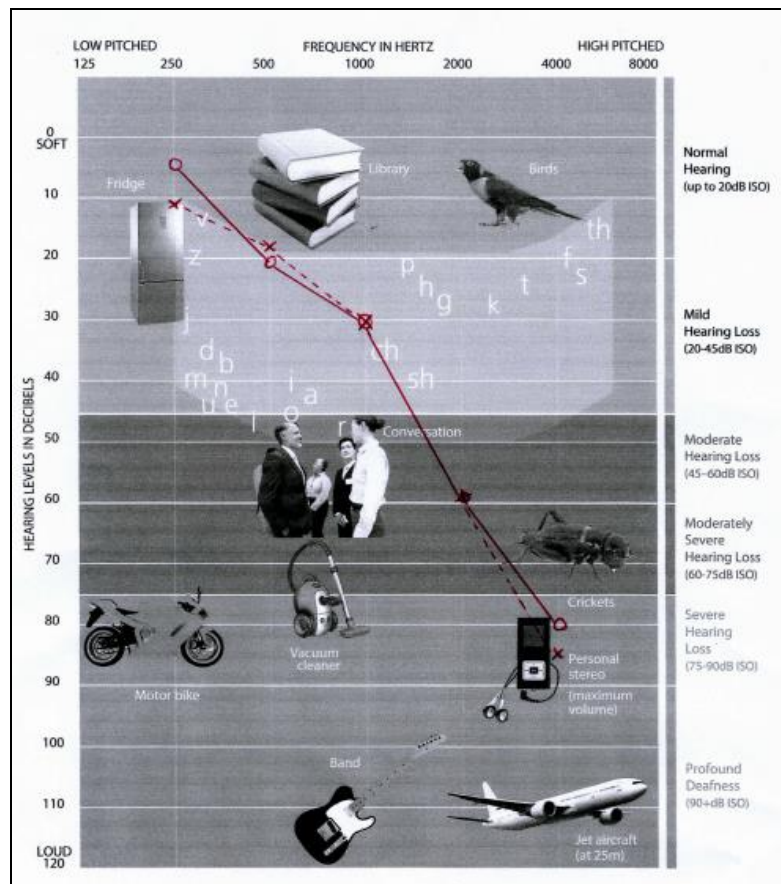 LOW PITCHED FREQUENCY IN HERTZ HIGH PITCHED
125 250 500 1000 2000 4000 8000
0
SOFT
10
20
30
40
50
60
70
80
90
100
110
LOUD
120
HEARING LEVELS IN DECIBELS
Fridge
Library
Birds
v
z
th
p
f
h
s
g
t
k
j
d
b
m
n
u
e
l
i
a
o
ch
sh
r
Conversation
Crickets
Vacuum
cleaner
Motor bike
Personal
stereo
(maximum
volume)
Band
Jet aircraft
(at 25m)
Normal
Hearing
(up to 20dB ISO)
Mild
Hearing Loss
(20-45dB ISO)
Moderate
Hearing Loss
(45-60dB ISO)
Moderately
Severe
Hearing Loss
(60-75dB ISO)
Severe
Hearing
Loss
(75-90dB ISO)
Profound
Deafness
(90+dB ISO)